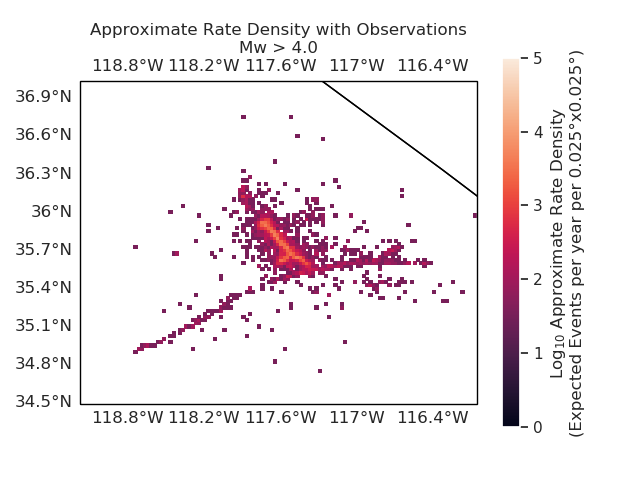 Approximate Rate Density with Observations
Mw > 4.0
118.8°W 118.2°W 117.6°W 117°W 116.4°W
36.9°N
36.6°N
36.3°N
36°N
35.7°N
35.4°N
35.1°N
34.8°N
34.5°N
118.8°W 118.2°W 117.6°W 117°W 116.4°W
5
4
3
2
1
0
Log₁₀ Approximate Rate Density
(Expected Events per year per 0.025°x0.025°)